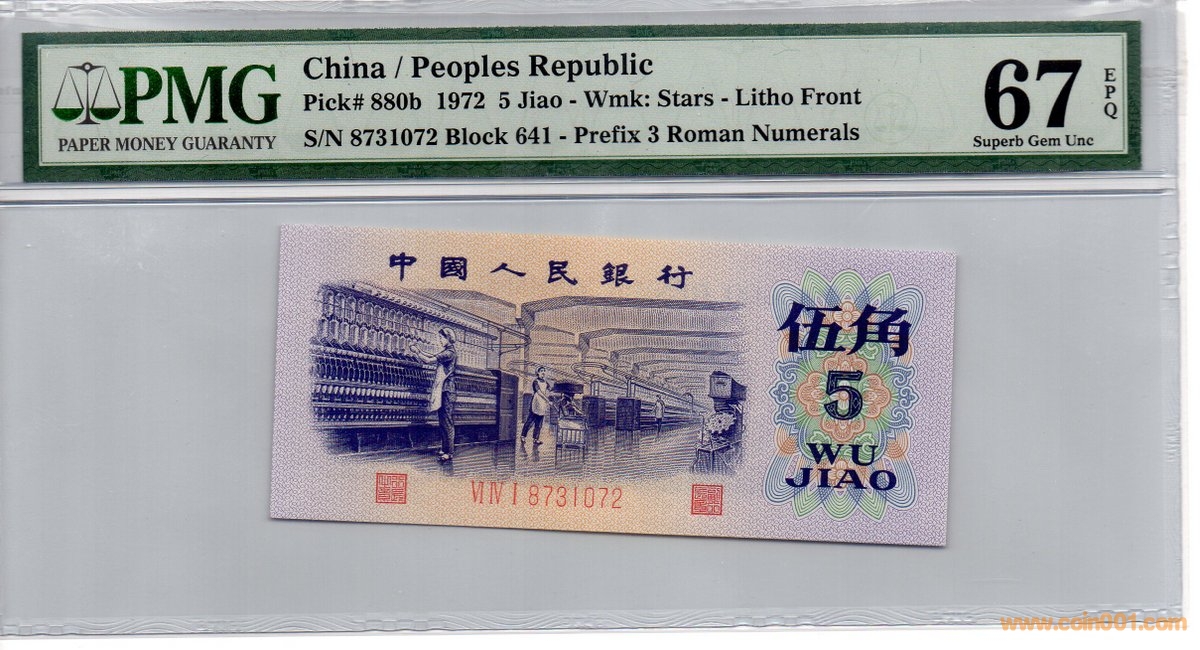 PMG
PAPER MONEY GUARANTY
China / Peoples Republic
Pick# 880b 1972 5 Jiao - Wmk: Stars - Litho Front
S/N 8731072 Block 641 - Prefix 3 Roman Numerals
67
EPQ
Superb Gem Unc
中國人民銀行
伍角
5
WU
JIAO
VI IV I 8731072
www.coin001.com